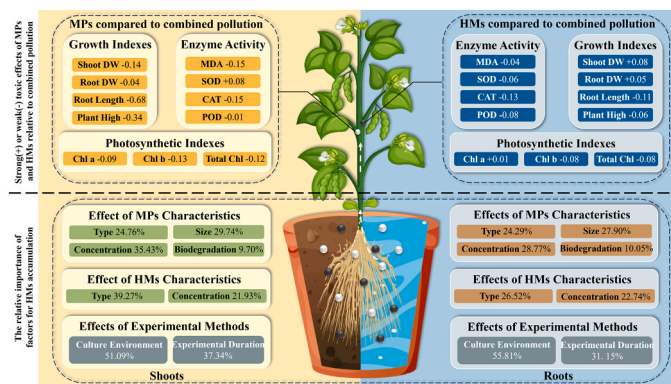 Strong(+) or weak(-) toxic effects of MPs
and HMs relative to combined pollution
MPs compared to combined pollution
Growth Indexes
Shoot DW -0.14
Root DW -0.04
Root Length -0.68
Plant High -0.34
Enzyme Activity
MDA -0.15
SOD +0.08
CAT -0.15
POD -0.01
Photosynthetic Indexes
Chl a -0.09
Chl b -0.13
Total Chl -0.12
HMs compared to combined pollution
Enzyme Activity
MDA -0.04
SOD -0.06
CAT -0.13
POD -0.08
Growth Indexes
Shoot DW +0.08
Root DW +0.05
Root Length -0.11
Plant High -0.06
Photosynthetic Indexes
Chl a +0.01
Chl b -0.08
Total Chl -0.08
The relative importance of
factors for HMs accumulation
Effect of MPs Characteristics
Type 24.76%
Size 29.74%
Concentration 35.43%
Biodegradation 9.70%
Effect of HMs Characteristics
Type 39.27%
Concentration 21.93%
Effects of Experimental Methods
Culture Environment
51.09%
Experimental Duration
37.34%
Shoots
Effects of MPs Characteristics
Type 24.29%
Size 27.90%
Concentration 28.77%
Biodegradation 10.05%
Effects of HMs Characteristics
Type 26.52%
Concentration 22.74%
Effects of Experimental Methods
Culture Environment
55.81%
Experimental Duration
31. 15%
Roots